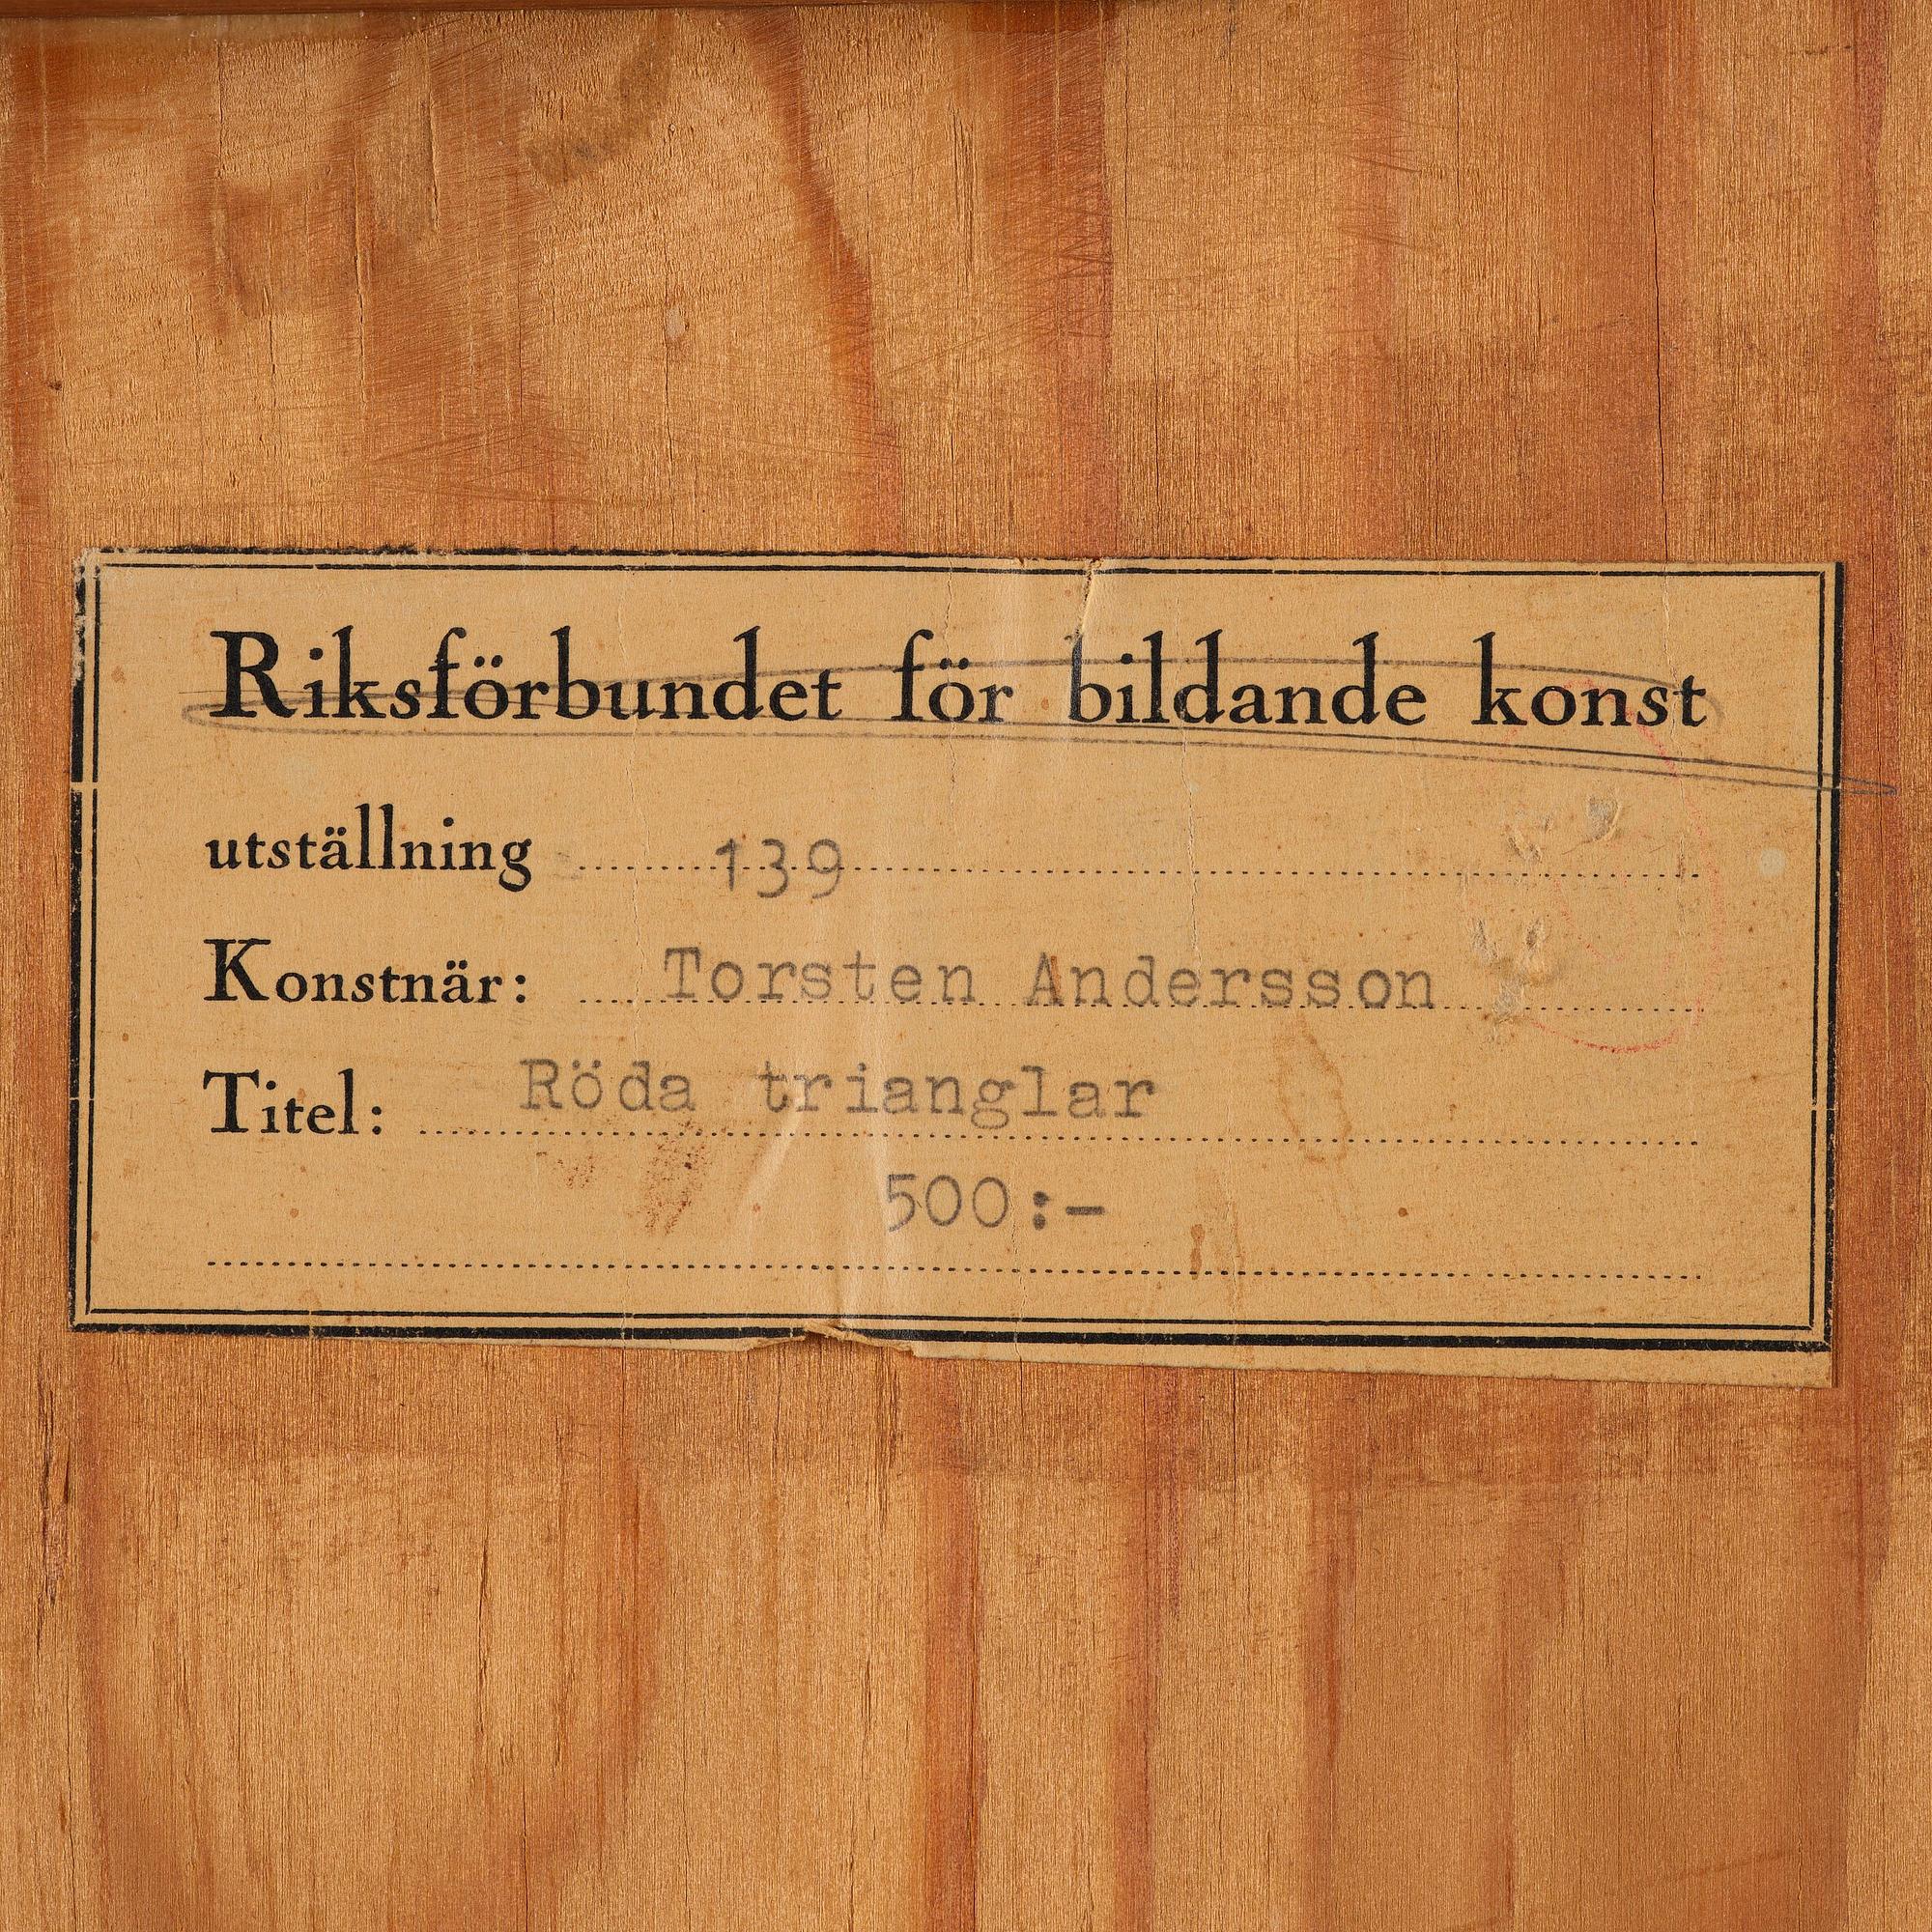 Riksförbundet för bildande konst
utställning 139
Konstnär: Torsten Andersson
Titel: Röda trianglar
500:-